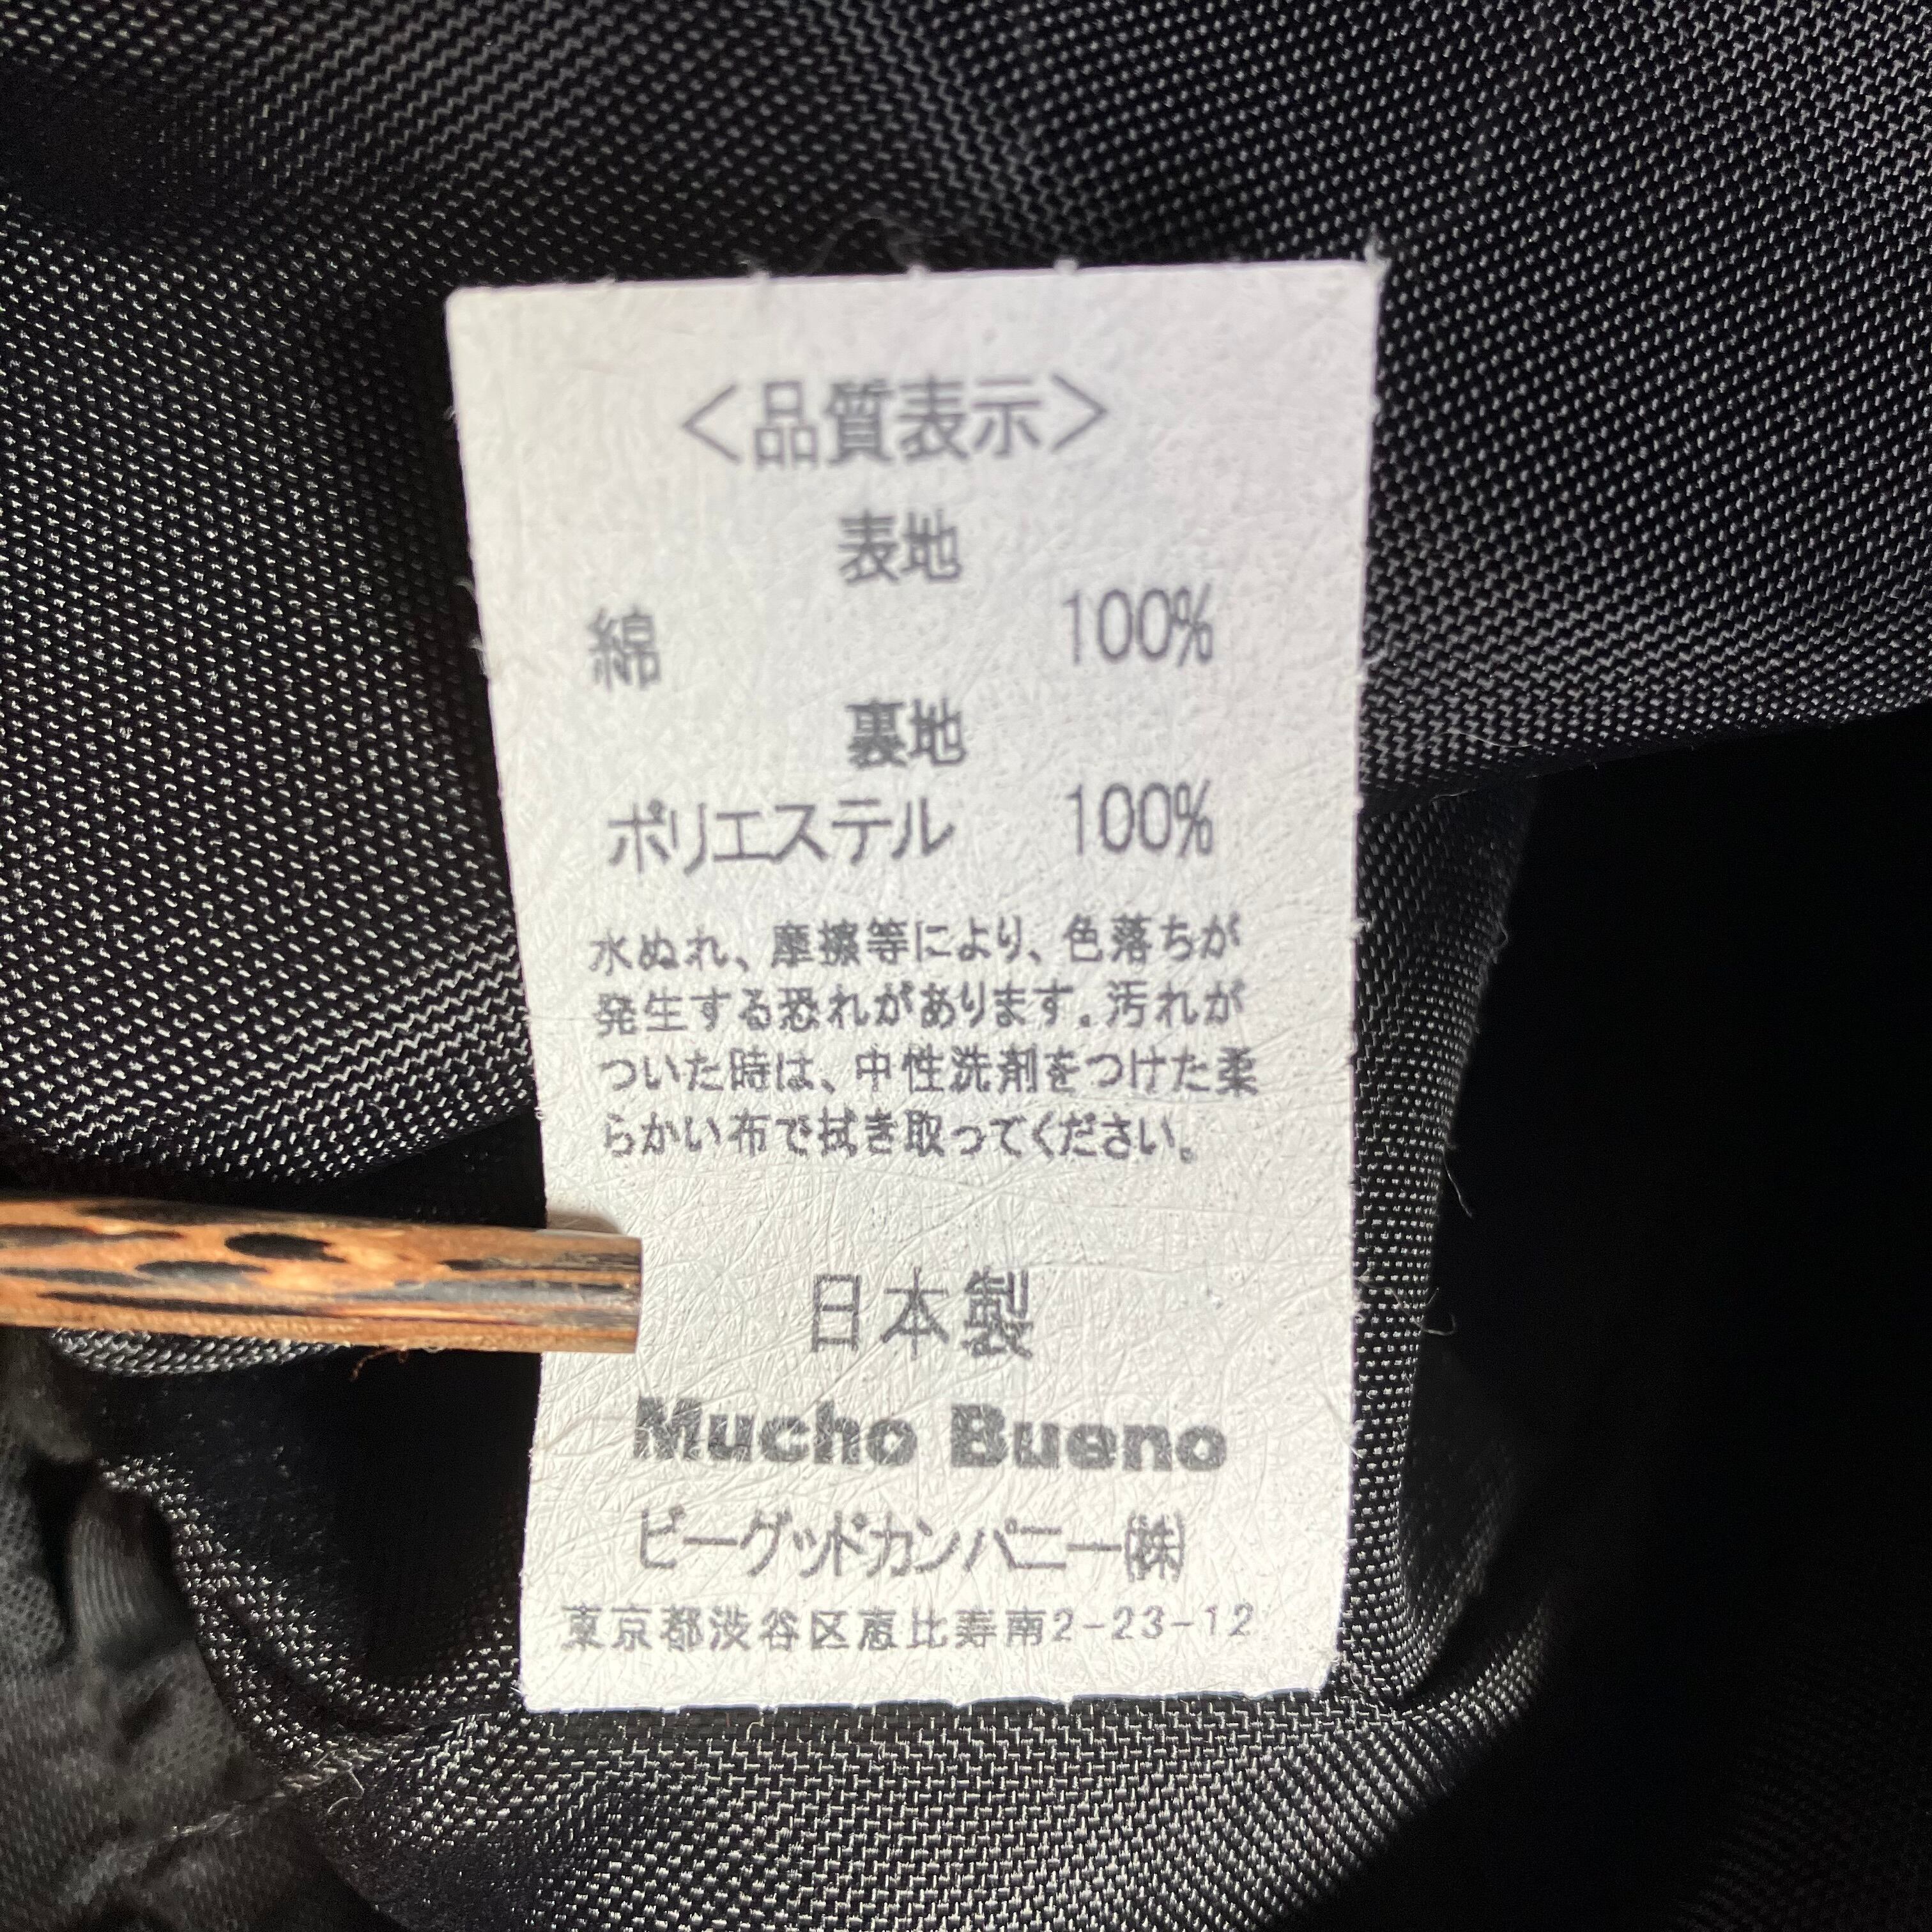 ＜品質表示＞
表地
綿 100%
裏地
ポリエステル 100%
水ぬれ、摩擦等により、色落ちが
発生する恐れがあります。汚れが
ついた時は、中性洗剤をつけた柔
らかい布で拭き取ってください。
日本製
Mucho Bueno
ビーグッドカンパニー㈱
東京都渋谷区恵比寿南2-23-12